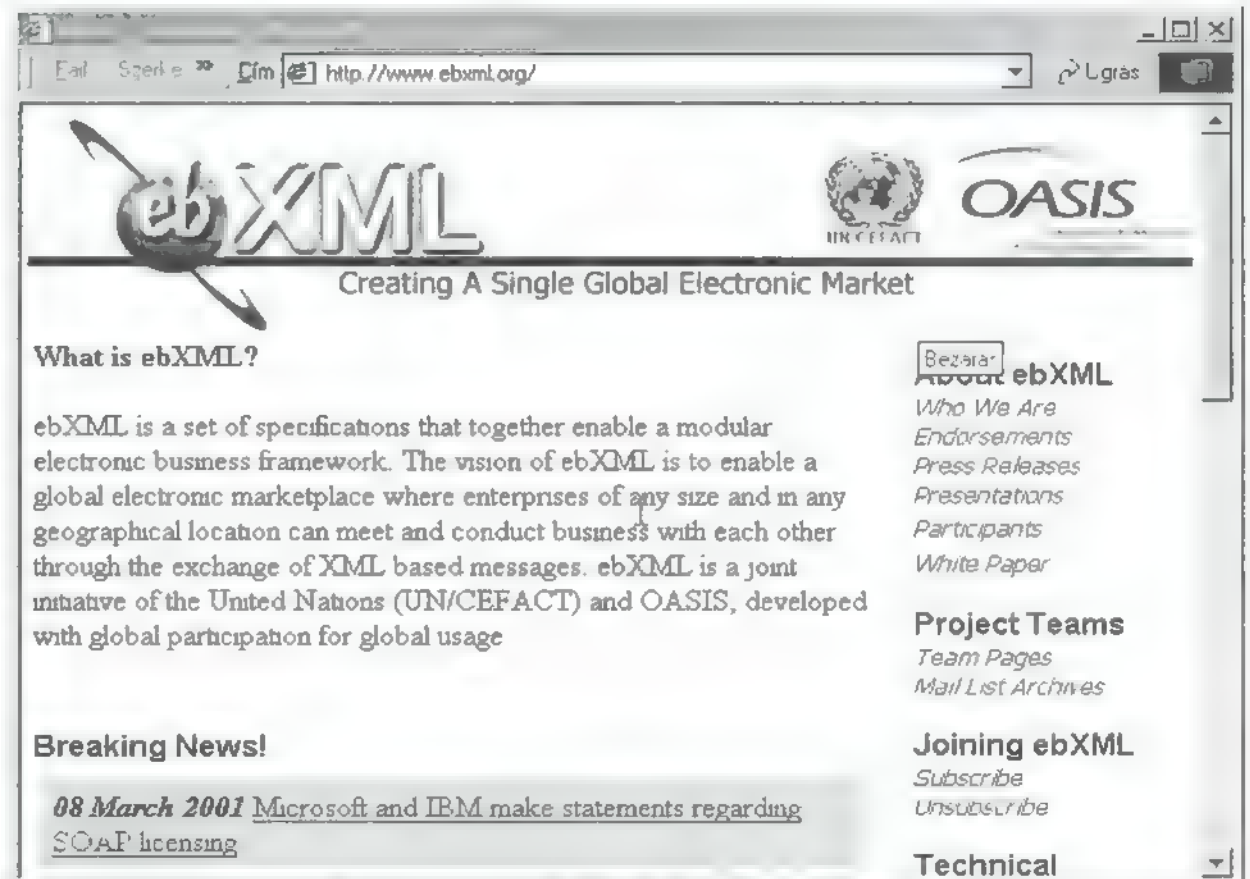 Cím http://www.ebxml.org/ Ugrás
ebXML
UN/CEFACT
OASIS
Creating A Single Global Electronic Market
What is ebXML?
ebXML is a set of specifications that together enable a modular
electronic business framework. The vision of ebXML is to enable a
global electronic marketplace where enterprises of any size and in any
geographical location can meet and conduct business with each other
through the exchange of XML based messages. ebXML is a joint
initiative of the United Nations (UN/CEFACT) and OASIS, developed
with global participation for global usage
Breaking News!
08 March 2001 Microsoft and IBM make statements regarding
SOAP licensing
Bezárás
About ebXML
Who We Are
Endorsements
Press Releases
Presentations
Participants
White Paper
Project Teams
Team Pages
Mail List Archives
Joining ebXML
Subscribe
Unsubscribe
Technical